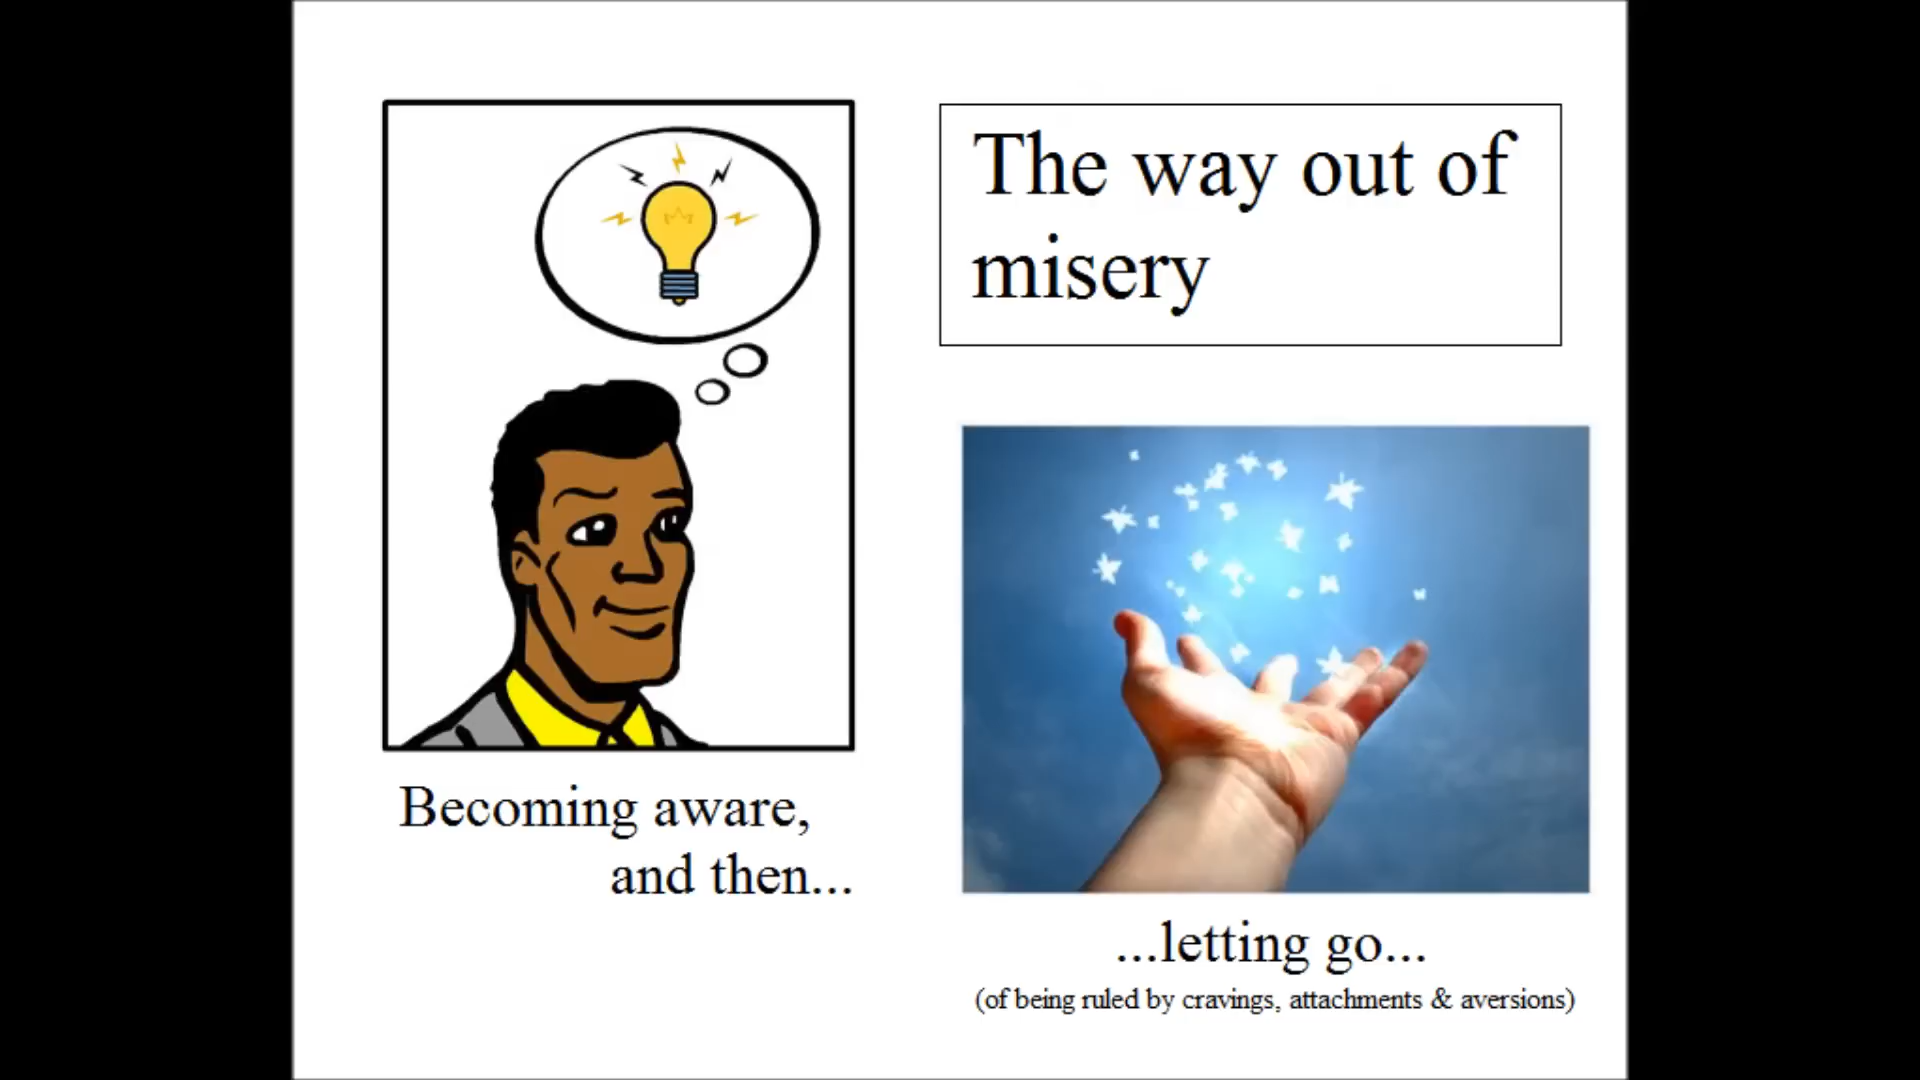 The way out of
misery
Becoming aware,
and then...
...letting go...
(of being ruled by cravings, attachments & aversions)